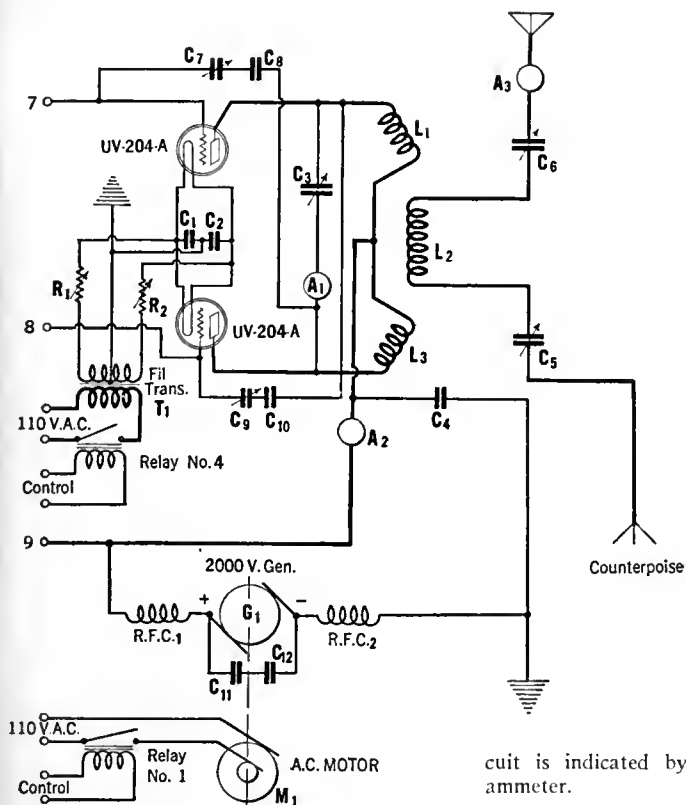 C7
C8
A3
7
UV-204-A
L1
C6
C3
C1
C2
L2
R1
R2
A1
8
UV-204-A
L3
C5
Fil
Trans.
T1
C9
C10
C4
110 V.A.C.
A2
Relay No. 4
Control
9
2000 V. Gen.
Counterpoise
+
G1
–
R.F.C.1
R.F.C.2
C11
C12
110 V.A.C.
Relay
No. 1
A.C. MOTOR
Control
M1
cuit is indicated by
ammeter.